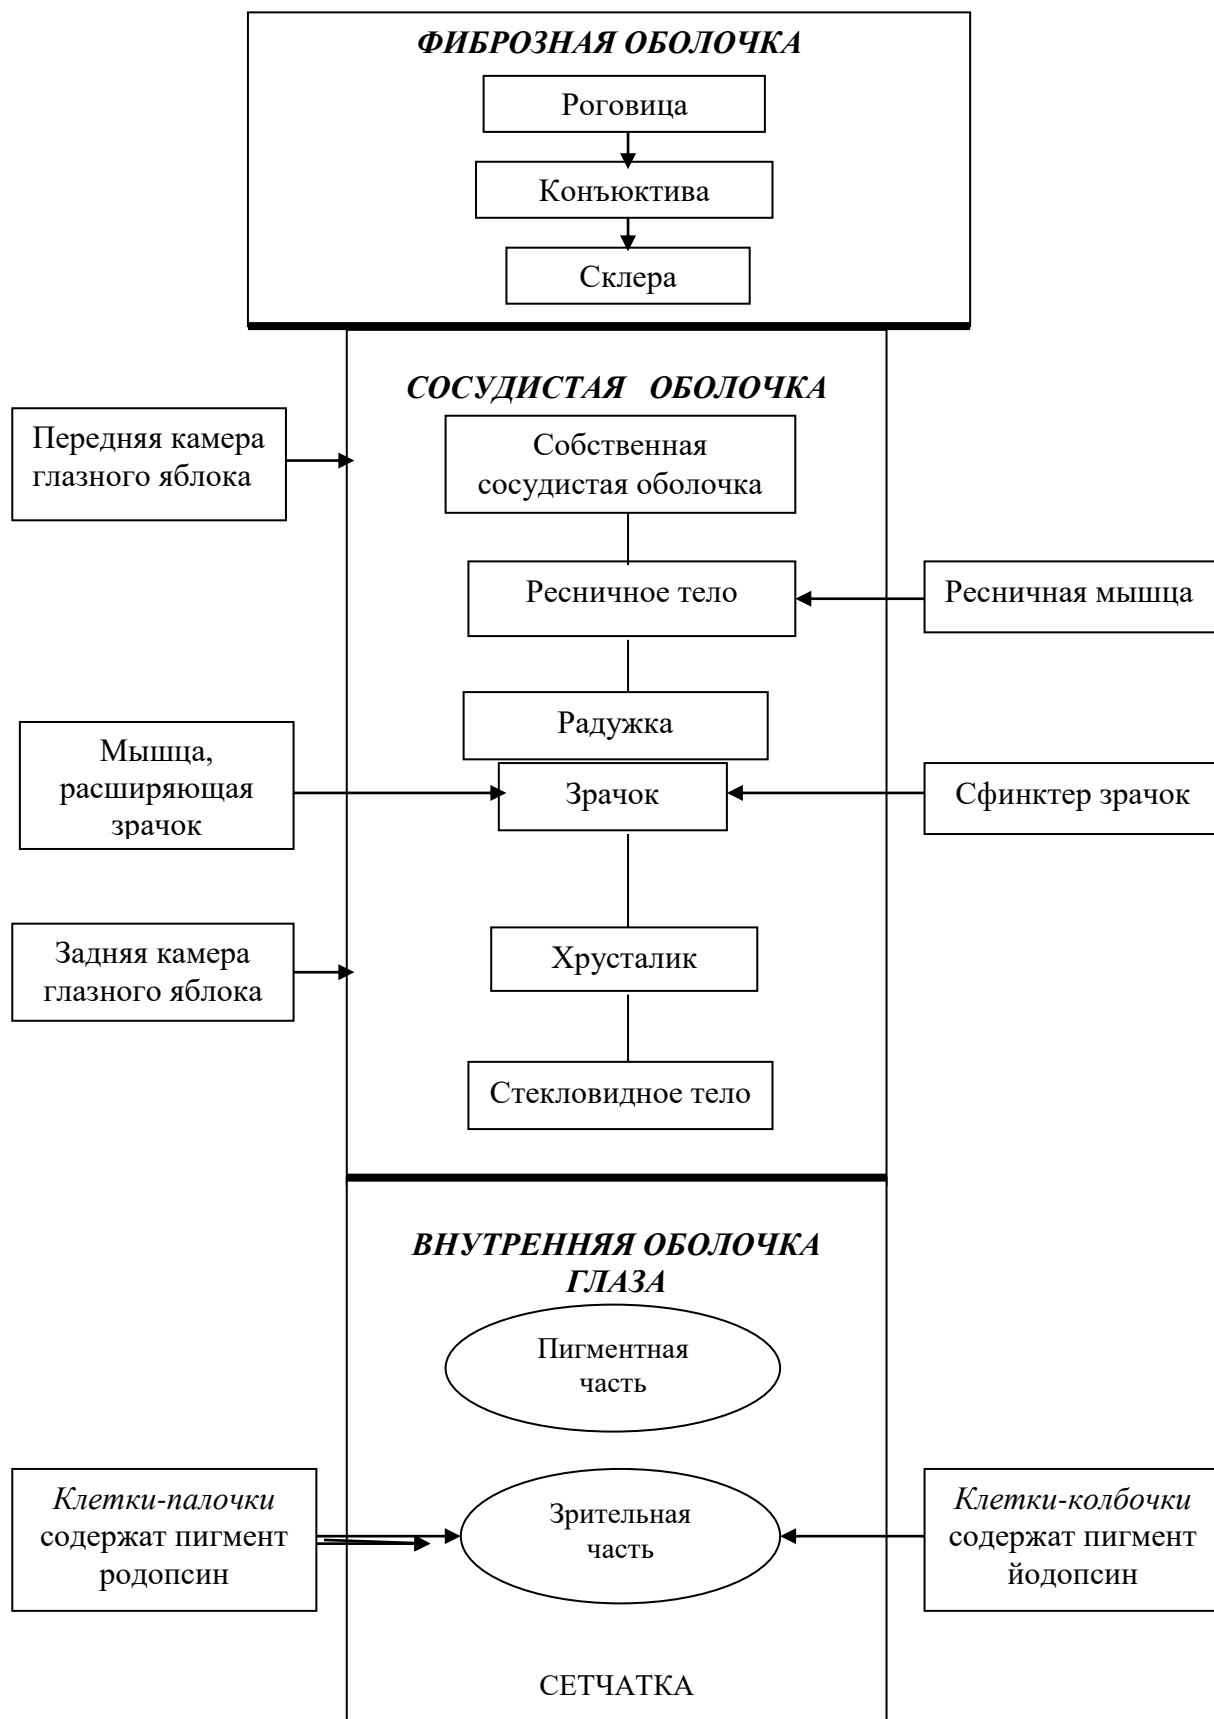 ФИБРОЗНАЯ ОБОЛОЧКА
Роговица
Конъюктива
Склера
СОСУДИСТАЯ ОБОЛОЧКА
Передняя камера
глазного яблока
Собственная
сосудистая оболочка
Ресничное тело
Ресничная мышца
Радужка
Мышца,
расширяющая
зрачок
Зрачок
Сфинктер зрачок
Задняя камера
глазного яблока
Хрусталик
Стекловидное тело
ВНУТРЕННЯЯ ОБОЛОЧКА
ГЛАЗА
Пигментная
часть
Клетки-палочки
содержат пигмент
родопсин
Зрительная
часть
Клетки-колбочки
содержат пигмент
йодопсин
СЕТЧАТКА